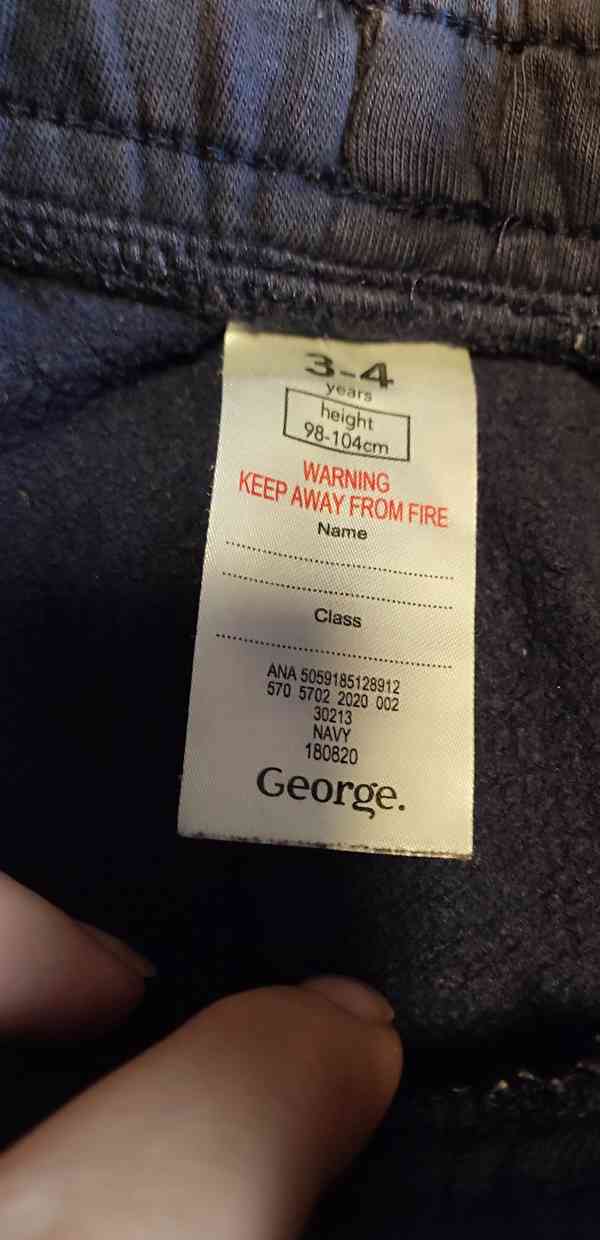 3-4
years
height
98-104cm
WARNING
KEEP AWAY FROM FIRE
Name
Class
ANA 5059185128912
570 5702 2020 002
30213
NAVY
180820
George.